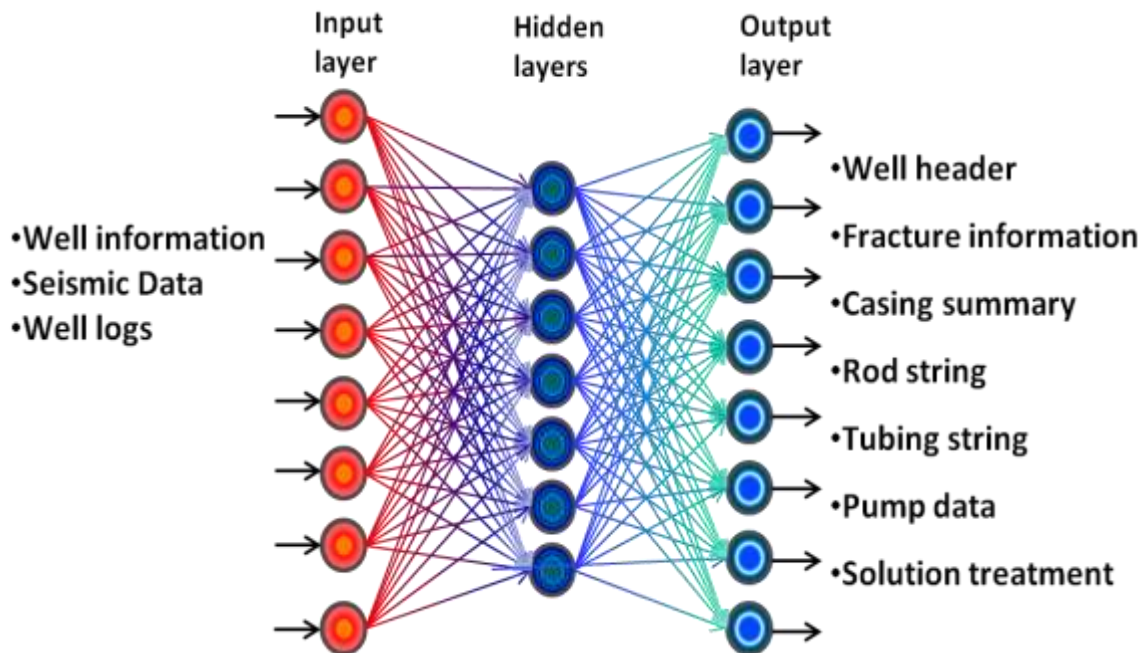 Input
layer
Hidden
layers
Output
layer
•Well information
•Seismic Data
•Well logs
•Well header
•Fracture information
•Casing summary
•Rod string
•Tubing string
•Pump data
•Solution treatment